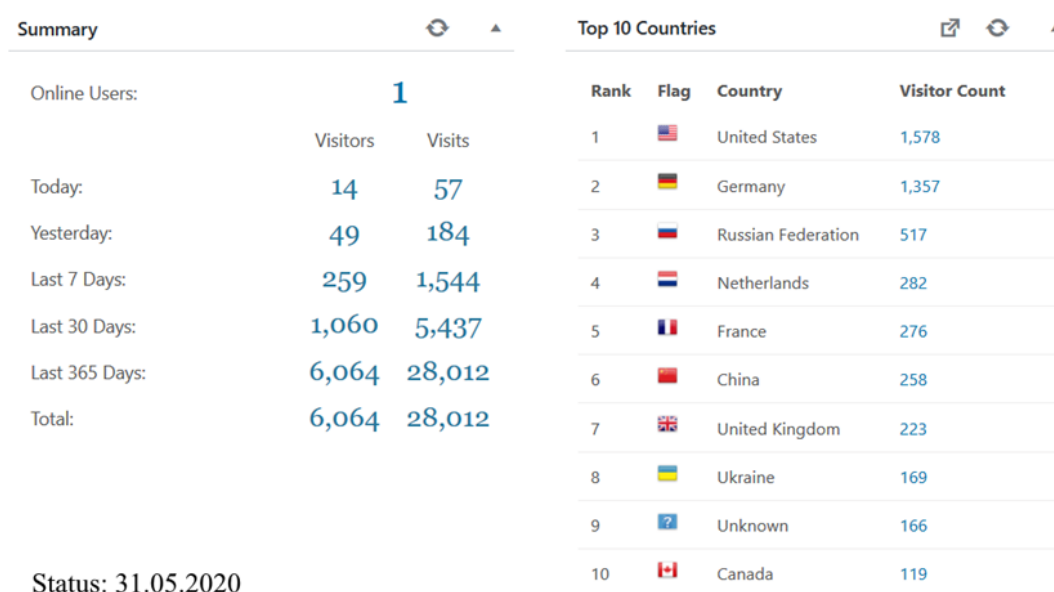 Summary
Online Users: 1
Visitors Visits
Today: 14 57
Yesterday: 49 184
Last 7 Days: 259 1,544
Last 30 Days: 1,060 5,437
Last 365 Days: 6,064 28,012
Total: 6,064 28,012
Status: 31.05.2020
Top 10 Countries
Rank Flag Country Visitor Count
1 United States 1,578
2 Germany 1,357
3 Russian Federation 517
4 Netherlands 282
5 France 276
6 China 258
7 United Kingdom 223
8 Ukraine 169
9 ? Unknown 166
10 Canada 119